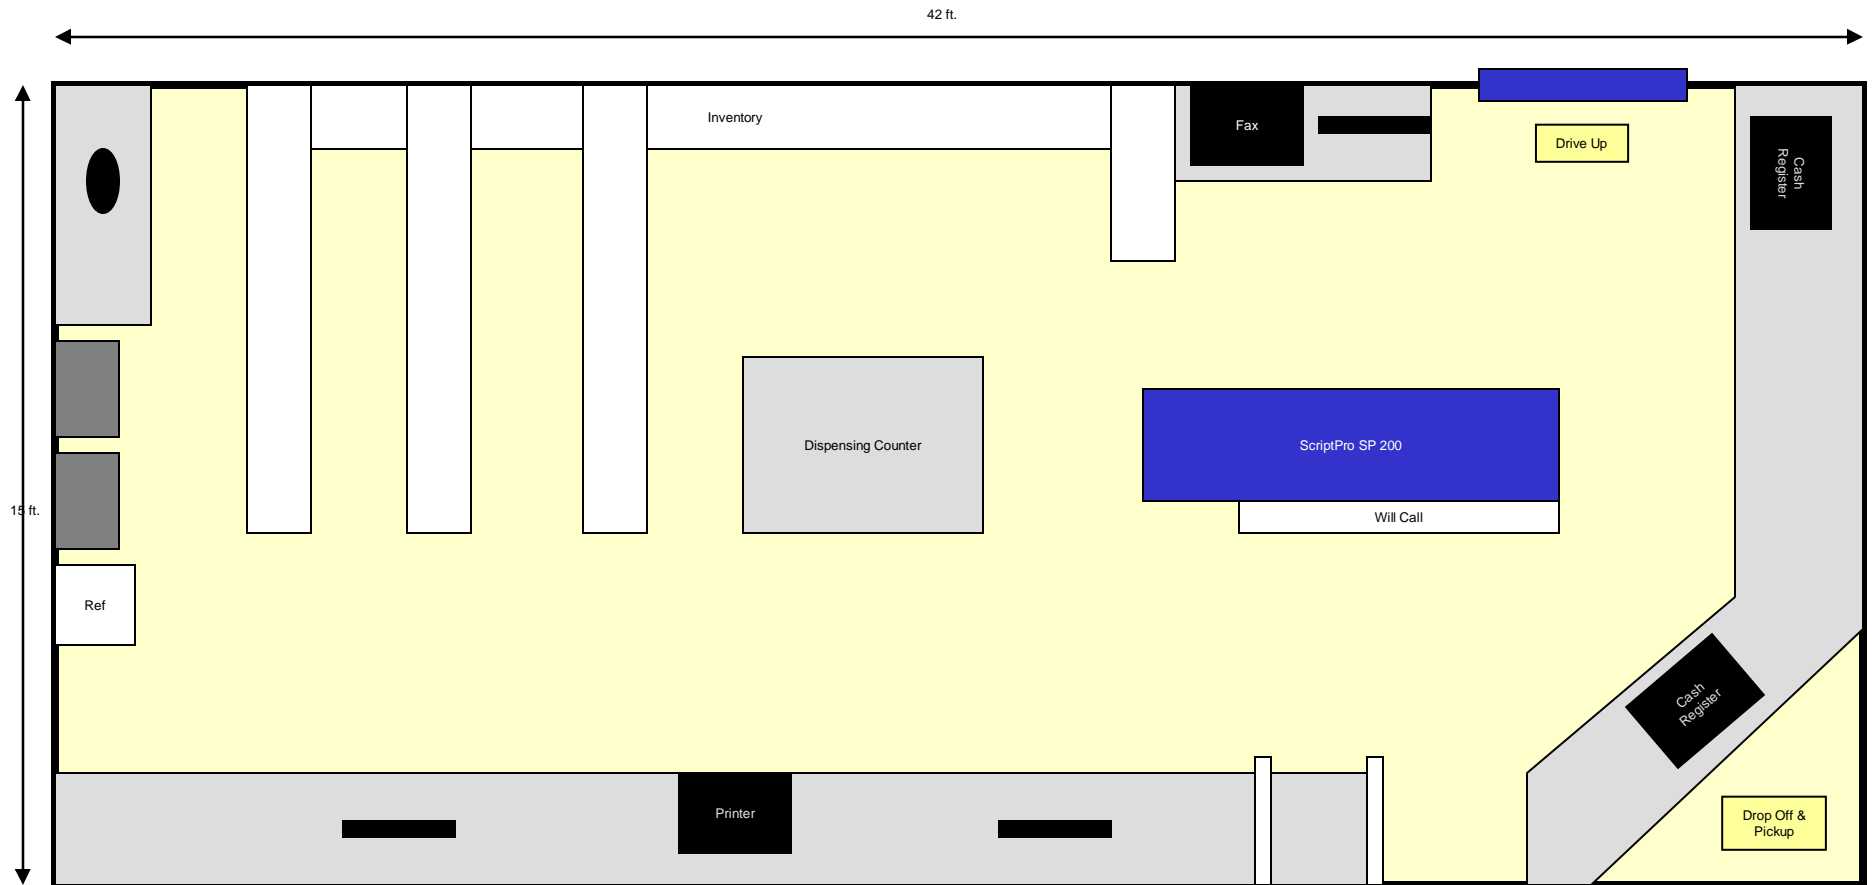 42 ft.
Inventory
Fax
Drive Up
Cash
Register
Dispensing Counter
ScriptPro SP 200
15 ft.
Will Call
Ref
Cash
Register
Printer
Drop Off &
Pickup